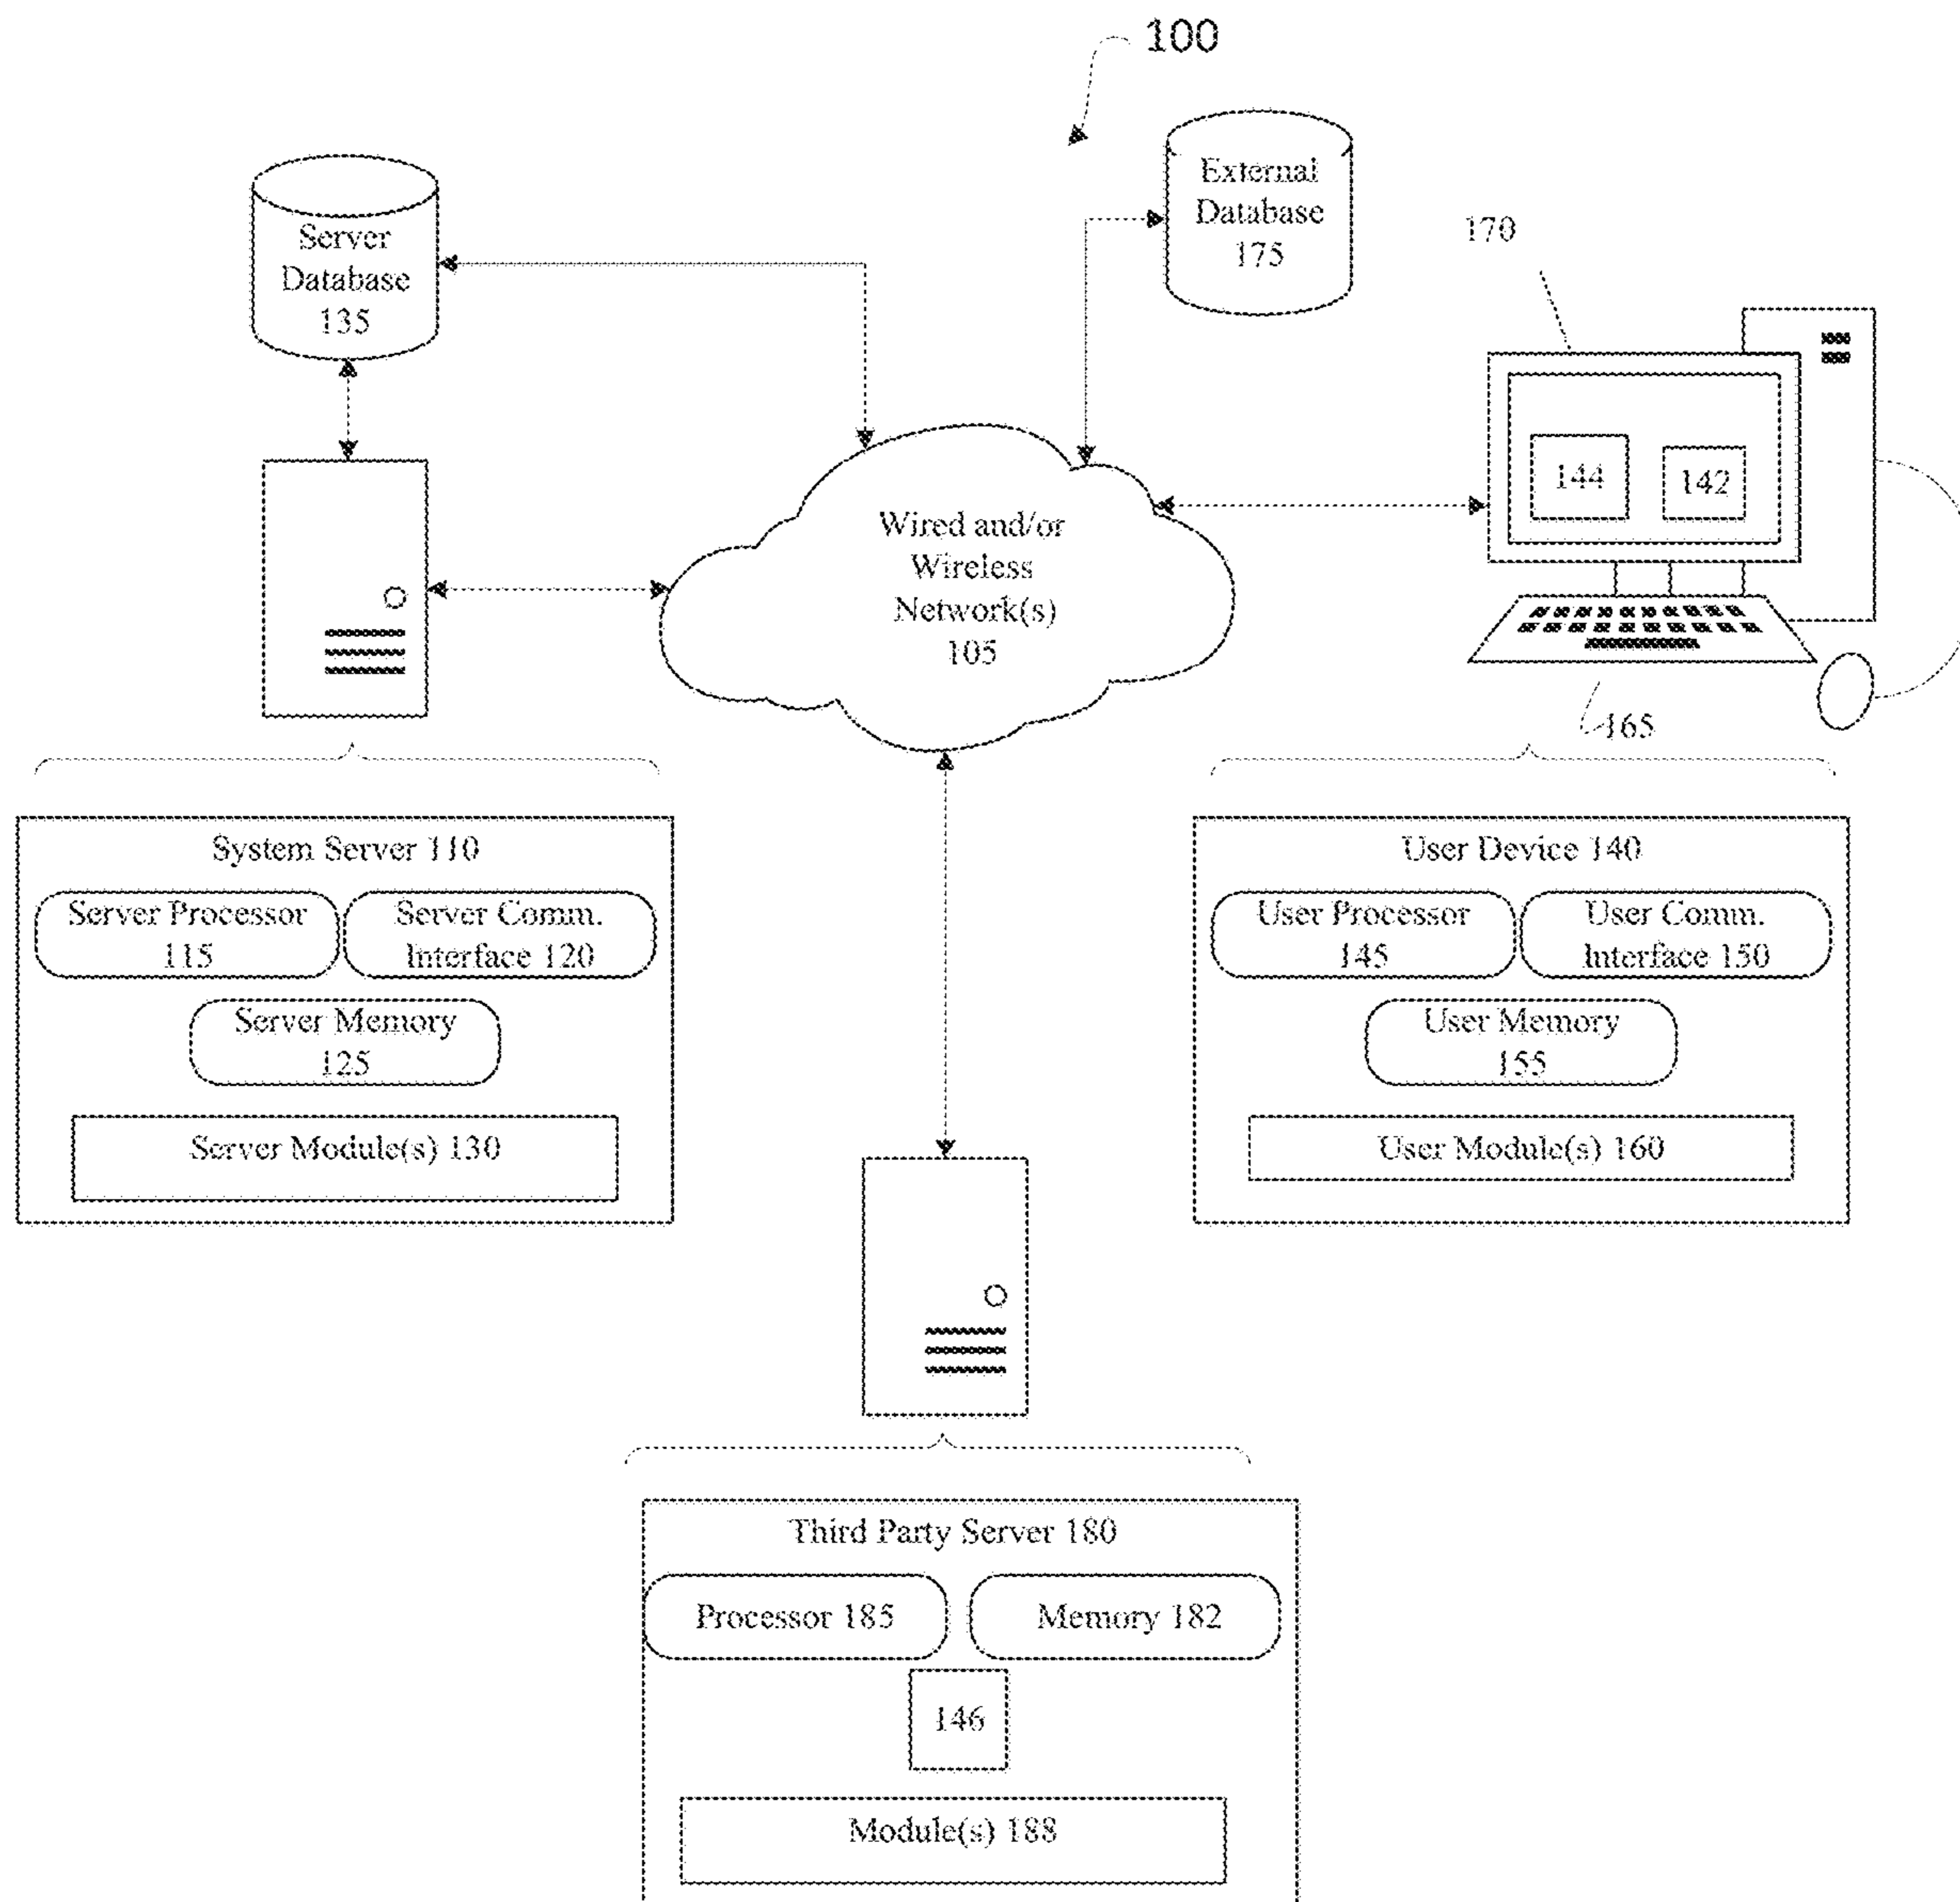 100
External
Database
175
Server
Database
135
170
144
142
Wired and/or
Wireless
Network(s)
105
165
System Server 110
Server Processor
115
Server Comm.
Interface 120
Server Memory
125
Server Module(s) 130
User Device 140
User Processor
145
User Comm.
Interface 150
User Memory
155
User Module(s) 160
Third Party Server 180
Processor 185
Memory 182
146
Module(s) 188